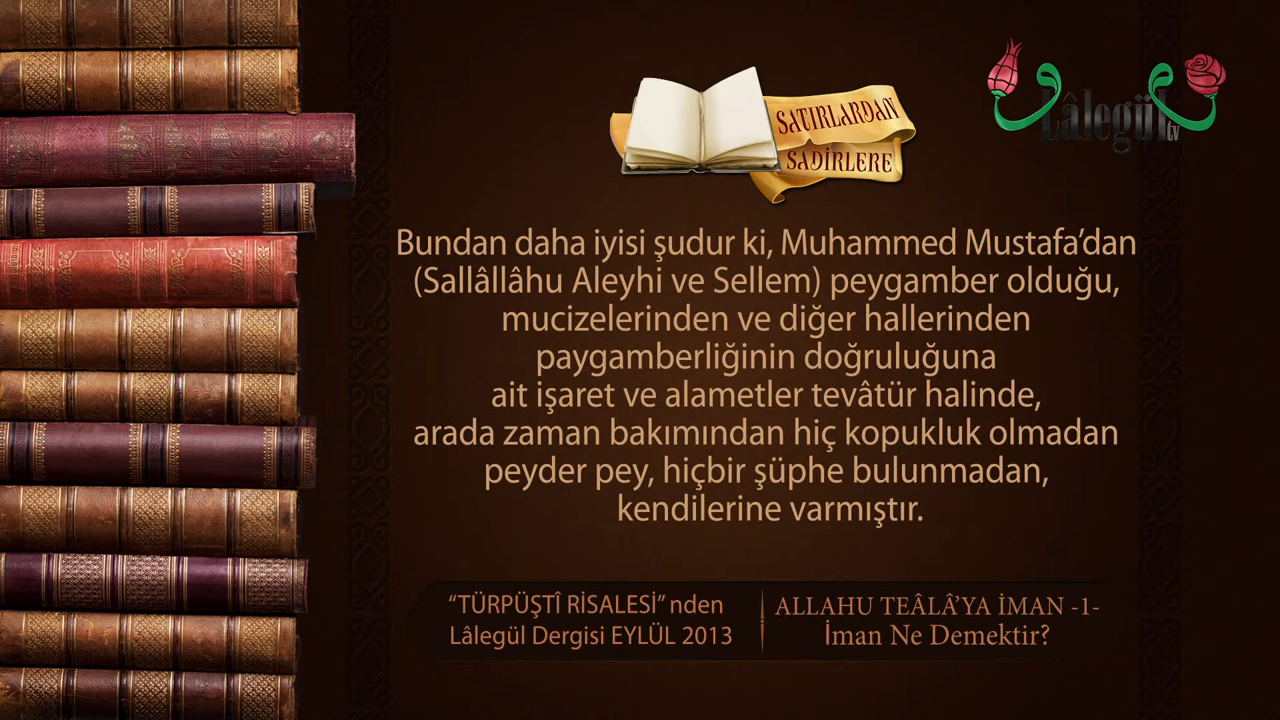 SATIRLARDAN
SADİRLERE
Lâlegül tv
Bundan daha iyisi şudur ki, Muhammed Mustafa’dan
(Sallâllâhu Aleyhi ve Sellem) peygamber olduğu,
mucizelerinden ve diğer hallerinden
paygamberliğinin doğruluğuna
ait işaret ve alametler tevâtür halinde,
arada zaman bakımından hiç kopukluk olmadan
peyder pey, hiçbir şüphe bulunmadan,
kendilerine varmıştır.
“TÜRPÜŞTÎ RİSALESİ” nden
Lâlegül Dergisi EYLÜL 2013
ALLAHU TEÂLÂ’YA İMAN -1-
İman Ne Demektir?